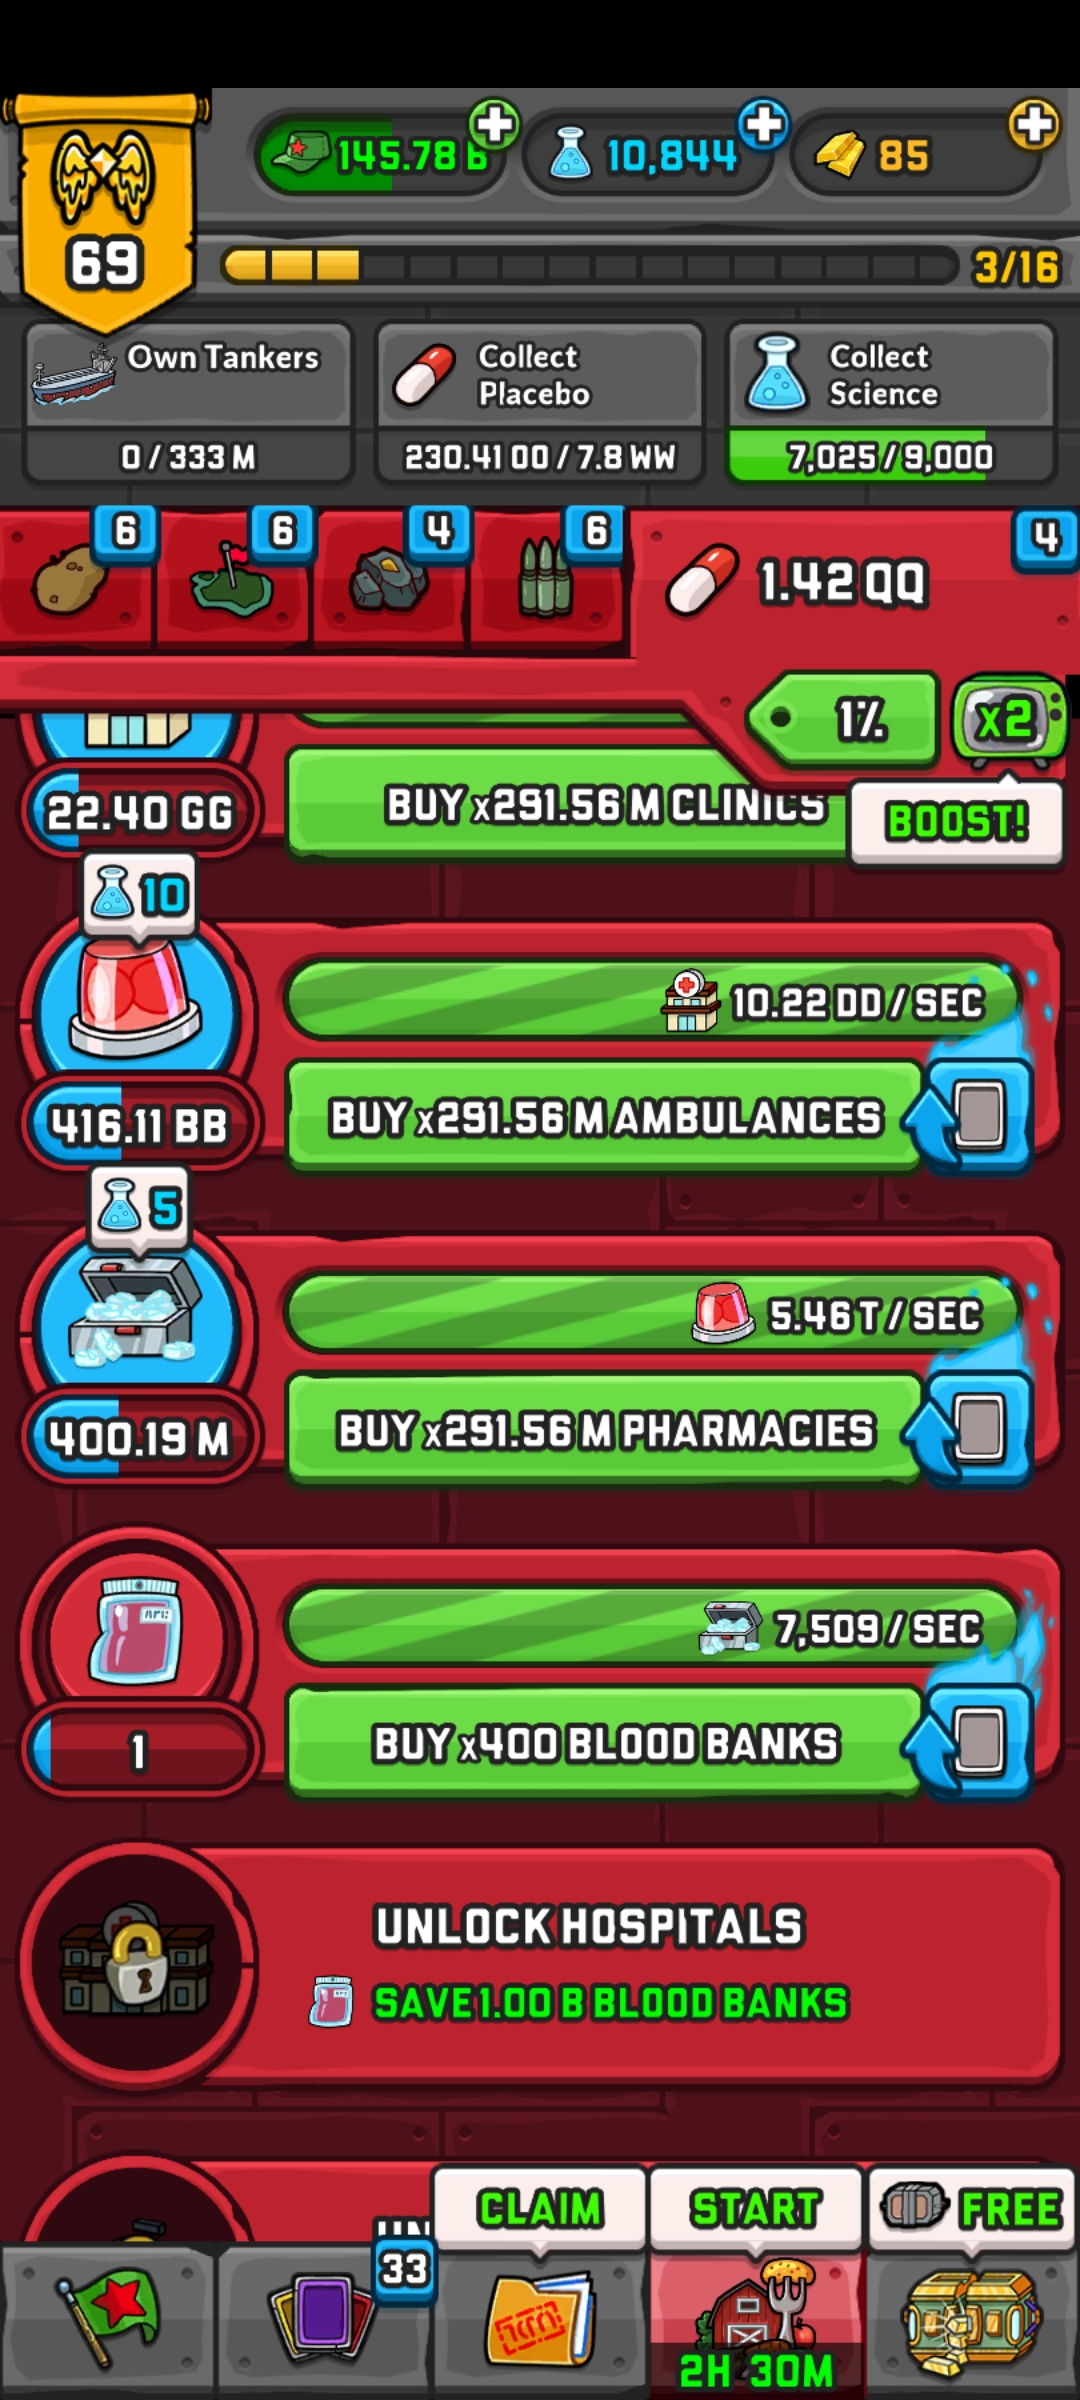 145.78 B
10,844
85
69
3/16
Own Tankers
0 / 333 M
Collect
Placebo
230.41 OO / 7.8 WW
Collect
Science
7,025 / 9,000
6
6
4
6
1.42 QQ
4
1%
x2
BOOST!
22.40 GG
BUY x291.56 M CLINICS
10
10.22 DD / SEC
416.11 BB
BUY x291.56 M AMBULANCES
5
5.46 T / SEC
400.19 M
BUY x291.56 M PHARMACIES
7,509 / SEC
1
BUY x400 BLOOD BANKS
UNLOCK HOSPITALS
SAVE 1.00 B BLOOD BANKS
CLAIM
START
FREE
33
2H 30M